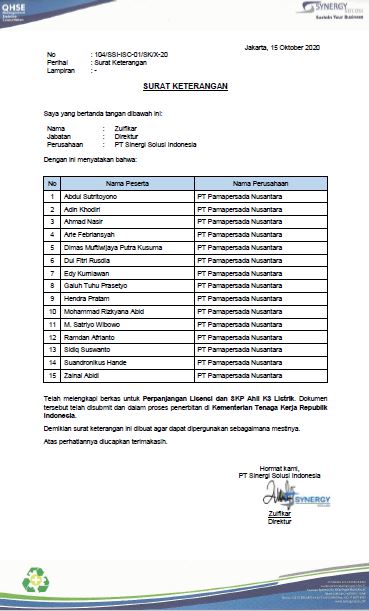 QHSE
SYNERGY SOLUSI
Sustain Your Business
Jakarta, 15 Oktober 2020
No : 104/SSI-ISC-01/SK/X-20
Perihal : Surat Keterangan
Lampiran : -
SURAT KETERANGAN
Saya yang bertanda tangan dibawah ini:
Nama : Zulfikar
Jabatan : Direktur
Perusahaan : PT Sinergi Solusi Indonesia
Dengan ini menyatakan bahwa:
No Nama Peserta Nama Perusahaan
1 Abdul Sutritoyono PT Pamapersada Nusantara
2 Adin Khodiri PT Pamapersada Nusantara
3 Ahmad Nasir PT Pamapersada Nusantara
4 Arie Febriansyah PT Pamapersada Nusantara
5 Dimas Muftiwijaya Putra Kusuma PT Pamapersada Nusantara
6 Dul Fitri Rusdia PT Pamapersada Nusantara
7 Edy Kurniawan PT Pamapersada Nusantara
8 Galuh Tuhu Prasetyo PT Pamapersada Nusantara
9 Hendra Pratam PT Pamapersada Nusantara
10 Mohammad Rizkyana Abid PT Pamapersada Nusantara
11 M. Satriyo Wibowo PT Pamapersada Nusantara
12 Ramdan Afrianto PT Pamapersada Nusantara
13 Sidiq Suswanto PT Pamapersada Nusantara
14 Suandronikus Hande PT Pamapersada Nusantara
15 Zainal Abidi PT Pamapersada Nusantara
Telah melengkapi berkas untuk Perpanjangan Lisensi dan SKP Ahli K3 Listrik. Dokumen
tersebut telah disubmit dan dalam proses penerbitan di Kementerian Tenaga Kerja Republik
Indonesia.
Demikian surat keterangan ini dibuat agar dapat dipergunakan sebagaimana mestinya.
Atas perhatiannya diucapkan terimakasih.
Hormat kami,
PT Sinergi Solusi Indonesia
SYNERGY
Zulfikar
Direktur